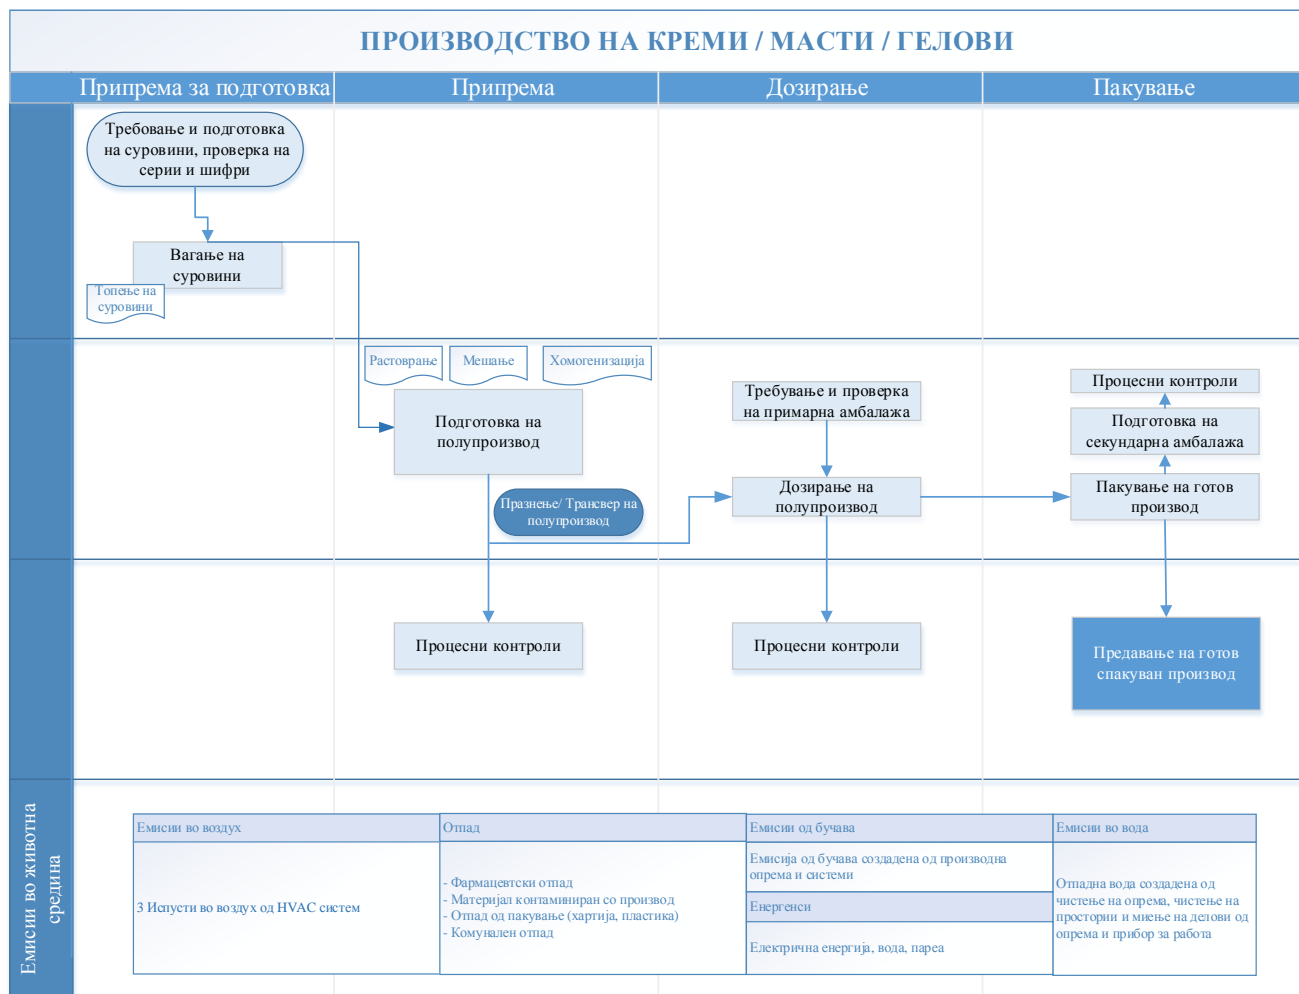 ПРОИЗВОДСТВО НА КРЕМИ / МАСТИ / ГЕЛОВИ
Припрема за подготовка
Припрема
Дозирање
Пакување
Требовање и подготовка
на суровини, проверка на
серии и шифри
Вагање на
суровини
Топење на
суровини
Растоврање
Мешање
Хомогенизација
Подготовка на
полупроизвод
Празнење/ Трансвер на
полупроизвод
Процесни контроли
Требување и проверка
на примарна амбалажа
Дозирање на
полупроизвод
Процесни контроли
Процесни контроли
Подготовка на
секундарна амбалажа
Пакување на готов
производ
Предавање на готов
спакуван производ
Емисии во животна
средина
Емисии во воздух
3 Испусти во воздух од HVAC систем
Отпад
- Фармацевтски отпад
- Материјал контаминиран со производ
- Отпад од пакување (хартија, пластика)
- Комунален отпад
Емисии од бучава
Емисија од бучава создадена од производна
опрема и системи
Енергенси
Електрична енергија, вода, пареа
Емисии во вода
Отпадна вода создадена од
чистење на опрема, чистење на
простории и миење на делови од
опрема и прибор за работа